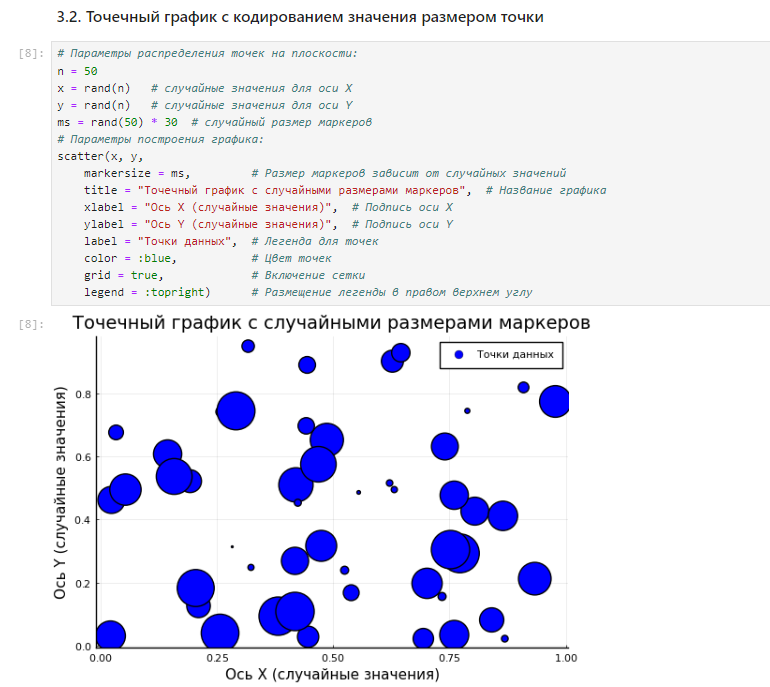 3.2. Точечный график с кодированием значения размером точки
[8]:
# Параметры распределения точек на плоскости:
n = 50
x = rand(n)   # случайные значения для оси X
y = rand(n)   # случайные значения для оси Y
ms = rand(50) * 30  # случайный размер маркеров
# Параметры построения графика:
scatter(x, y,
    markersize = ms,         # Размер маркеров зависит от случайных значений
    title = "Точечный график с случайными размерами маркеров",  # Название графика
    xlabel = "Ось X (случайные значения)",  # Подпись оси X
    ylabel = "Ось Y (случайные значения)",  # Подпись оси Y
    label = "Точки данных",  # Легенда для точек
    color = :blue,           # Цвет точек
    grid = true,             # Включение сетки
    legend = :topright)      # Размещение легенды в правом верхнем углу
[8]:
Точечный график с случайными размерами маркеров
Точки данных
Ось Y (случайные значения)
0.8
0.6
0.4
0.2
0.0
0.00 0.25 0.50 0.75 1.00
Ось X (случайные значения)